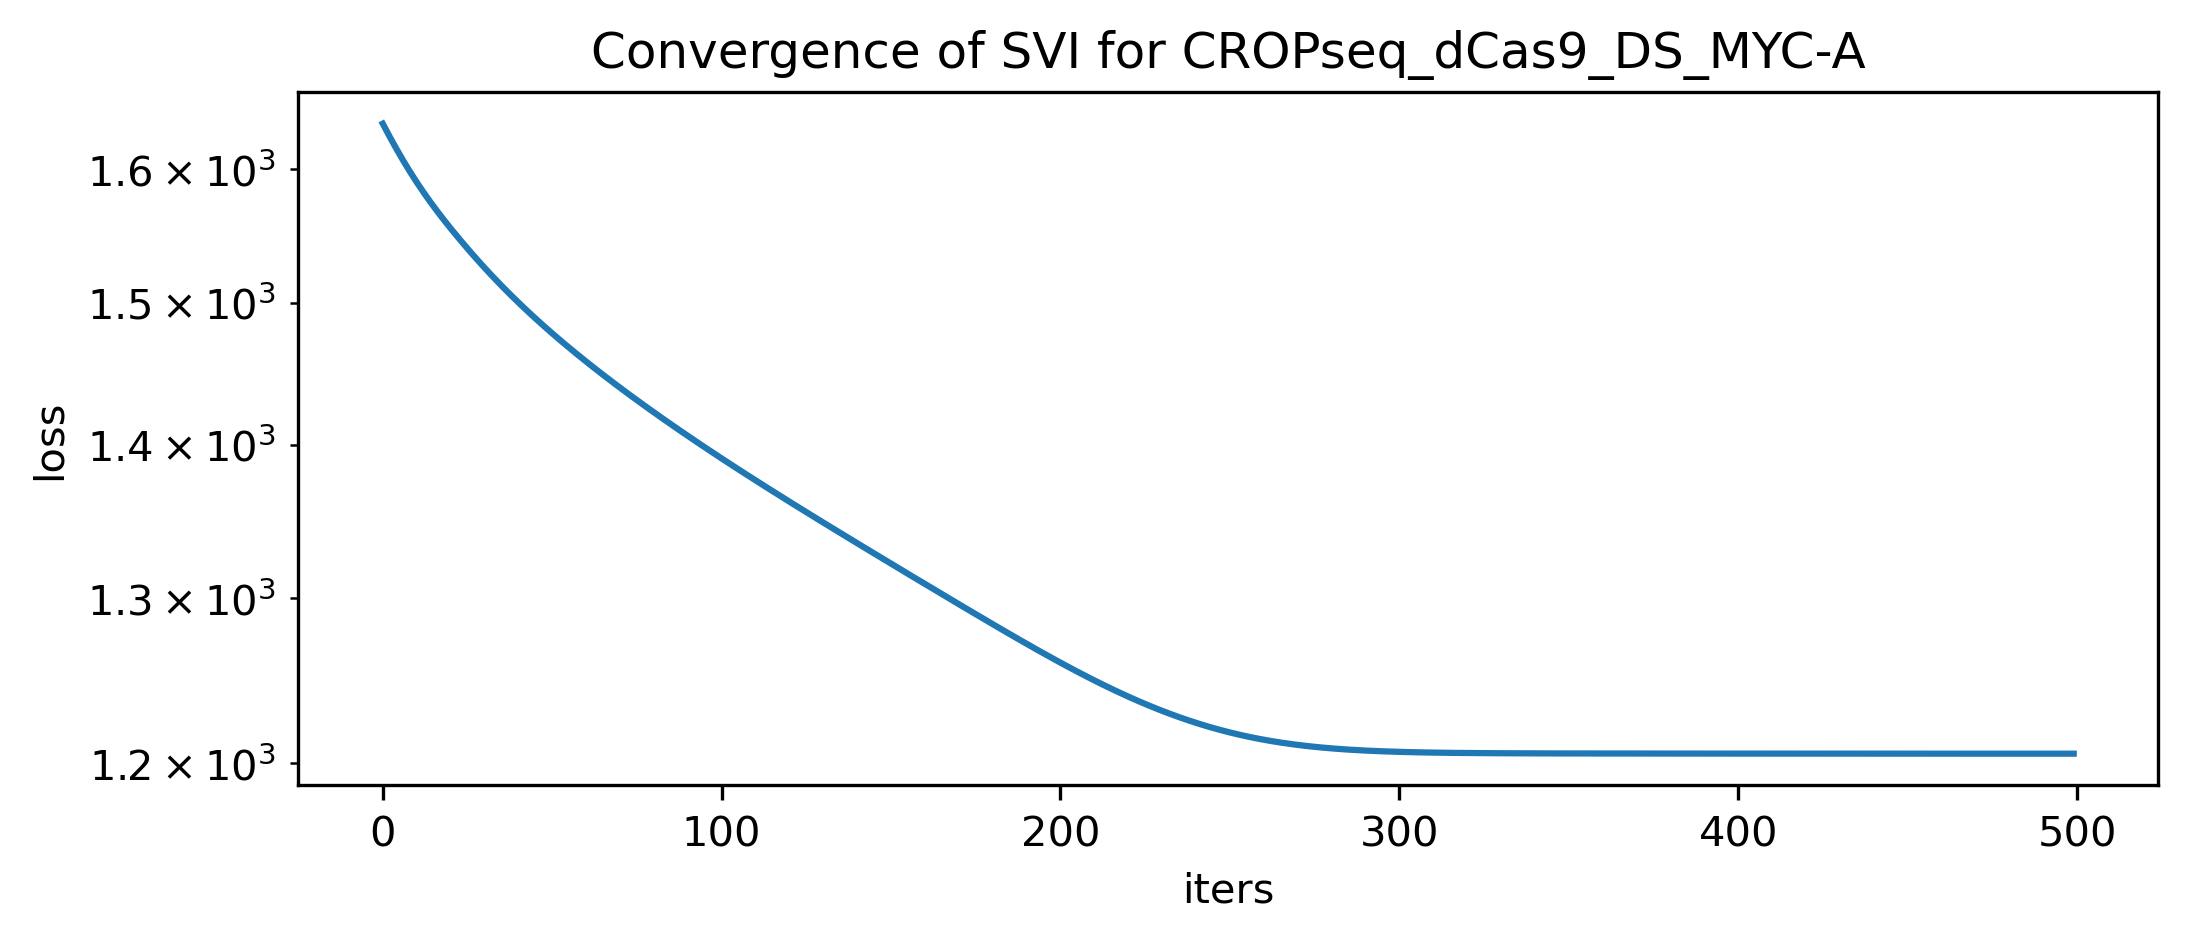 Convergence of SVI for CROPseq_dCas9_DS_MYC-A
1.6 × 10³
1.5 × 10³
1.4 × 10³
1.3 × 10³
1.2 × 10³
loss
0 100 200 300 400 500
iters